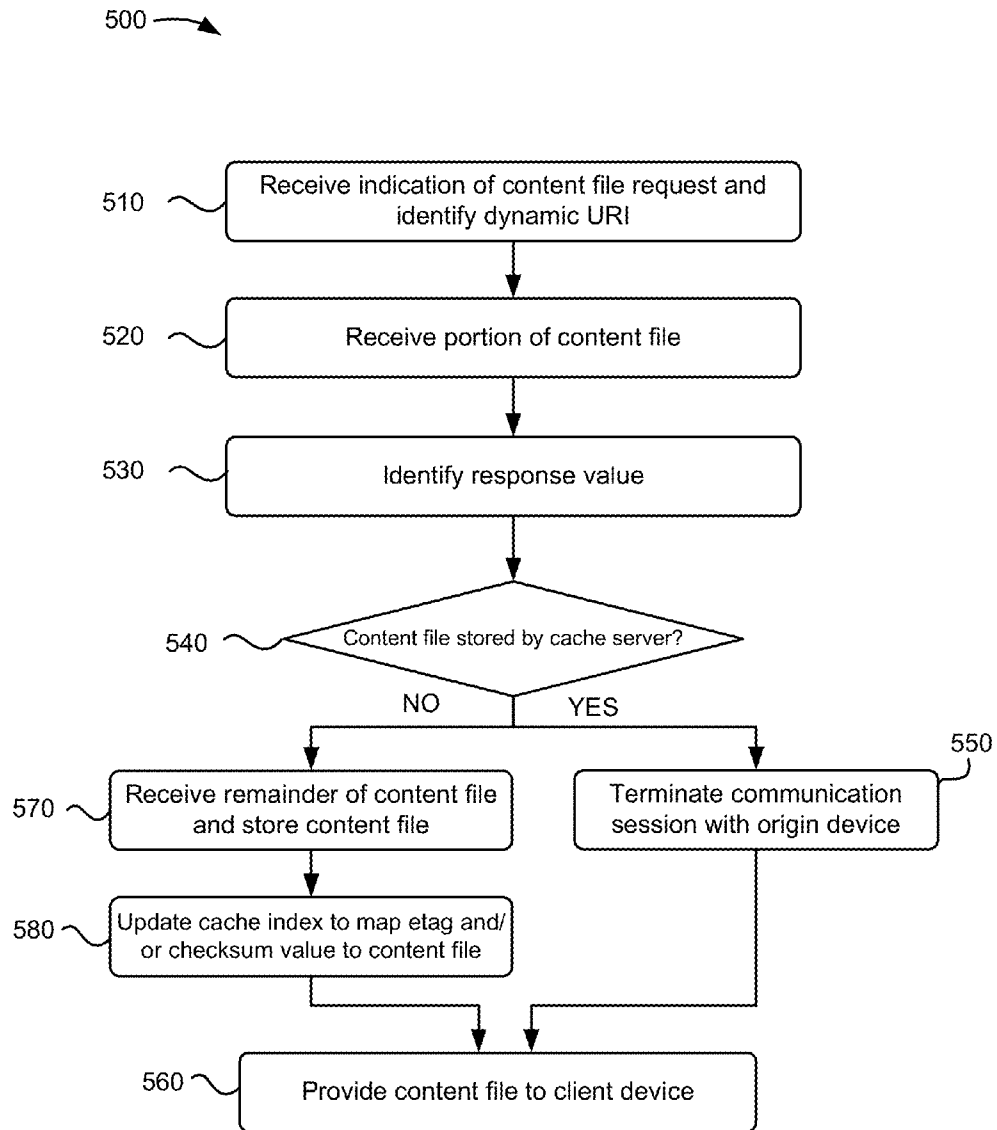 500
510
Receive indication of content file request and
identify dynamic URI
520
Receive portion of content file
530
Identify response value
540
Content file stored by cache server?
NO
YES
570
Receive remainder of content file
and store content file
550
Terminate communication
session with origin device
580
Update cache index to map etag and/
or checksum value to content file
560
Provide content file to client device